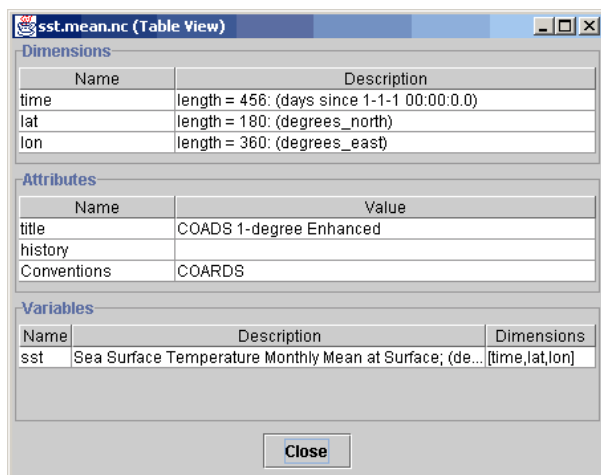 sst.mean.nc (Table View)
Dimensions
Name Description
time length = 456: (days since 1-1-1 00:00:0.0)
lat length = 180: (degrees_north)
lon length = 360: (degrees_east)
Attributes
Name Value
title COADS 1-degree Enhanced
history
Conventions COARDS
Variables
Name Description Dimensions
sst Sea Surface Temperature Monthly Mean at Surface; (de... [time,lat,lon]
Close